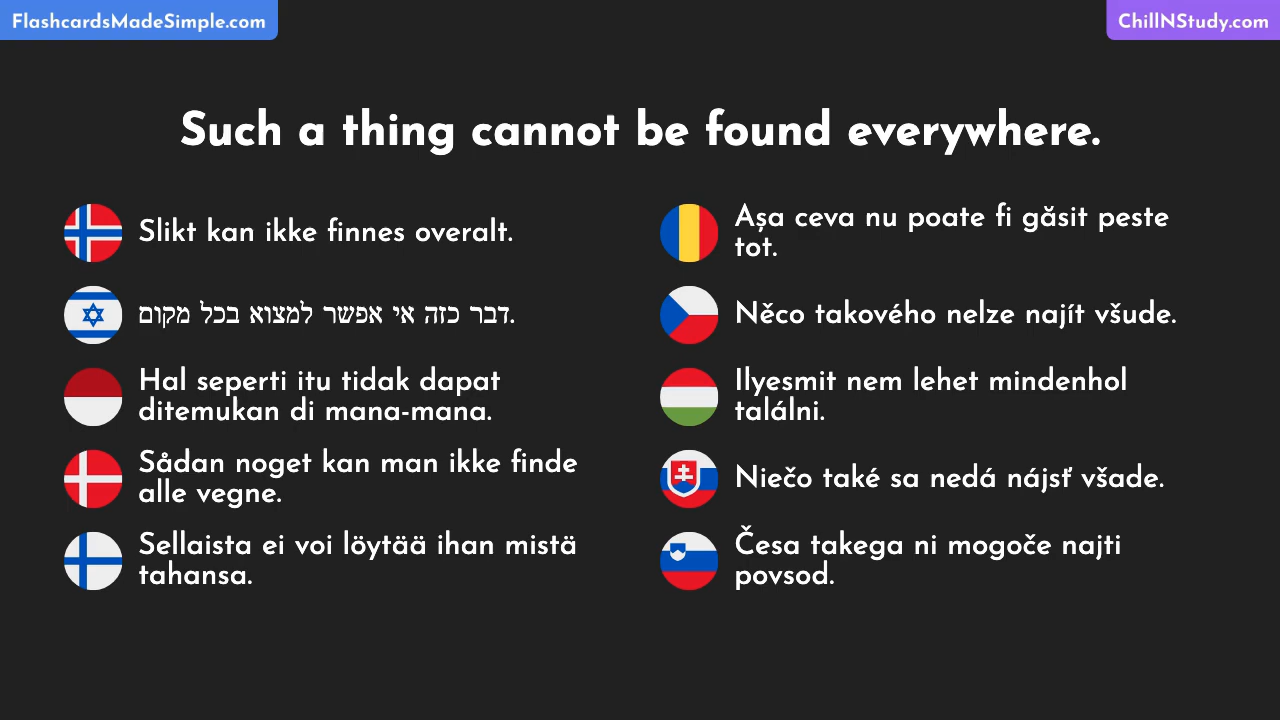 FlashcardsMadeSimple.com
ChillNStudy.com
Such a thing cannot be found everywhere.
Slikt kan ikke finnes overalt.
דבר כזה אי אפשר למצוא בכל מקום.
Hal seperti itu tidak dapat
ditemukan di mana-mana.
Sådan noget kan man ikke finde
alle vegne.
Sellaista ei voi löytää ihan mistä
tahansa.
Așa ceva nu poate fi găsit peste
tot.
Něco takového nelze najít všude.
Ilyesmit nem lehet mindenhol
találni.
Niečo také sa nedá nájsť všade.
Česa takega ni mogoče najti
povsod.